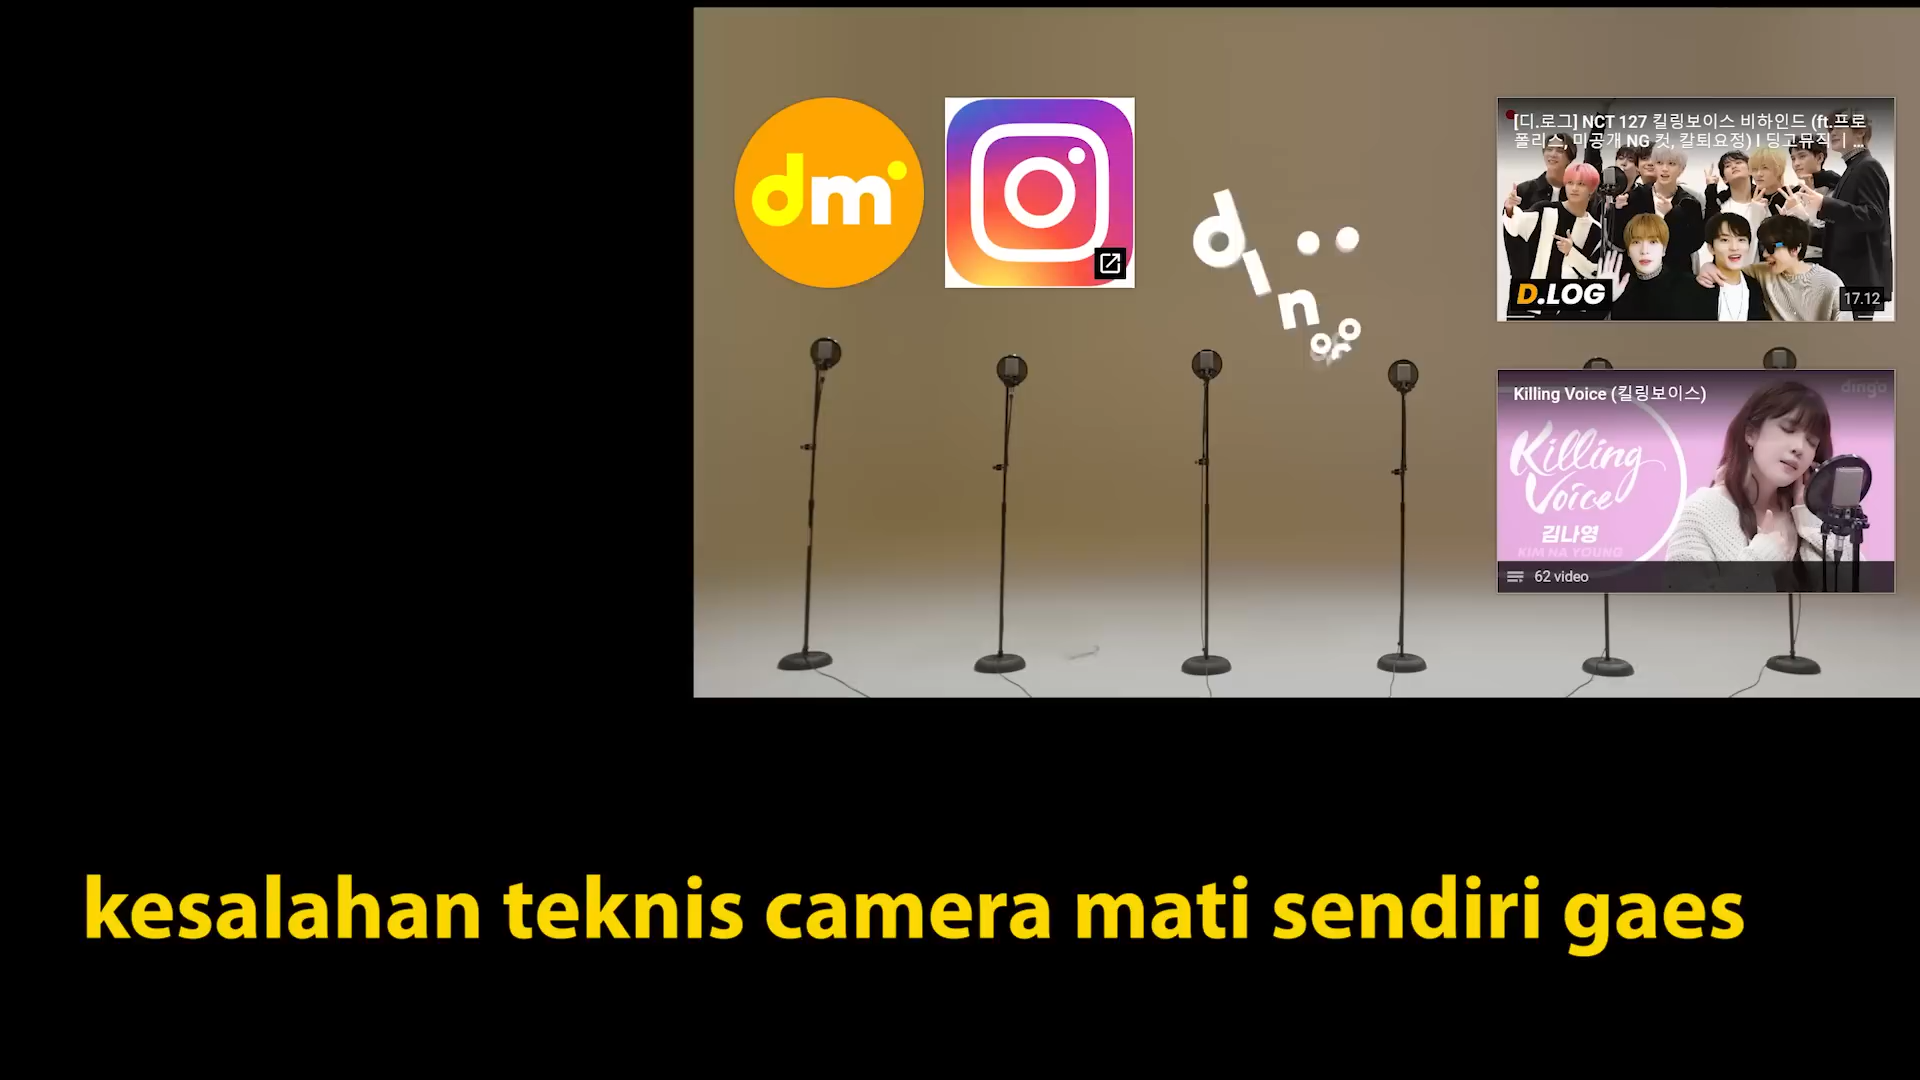 dm
dingo
[디.로그] NCT 127 킬링보이스 비하인드 (ft.프로
폴리스, 미공개 NG 컷, 칼퇴요정) l 딩고뮤직 ㅣ...
D.LOG
17.12
Killing Voice (킬링보이스)
dingo
Killing
Voice
김나영
KIM NA YOUNG
62 video
kesalahan teknis camera mati sendiri gaes